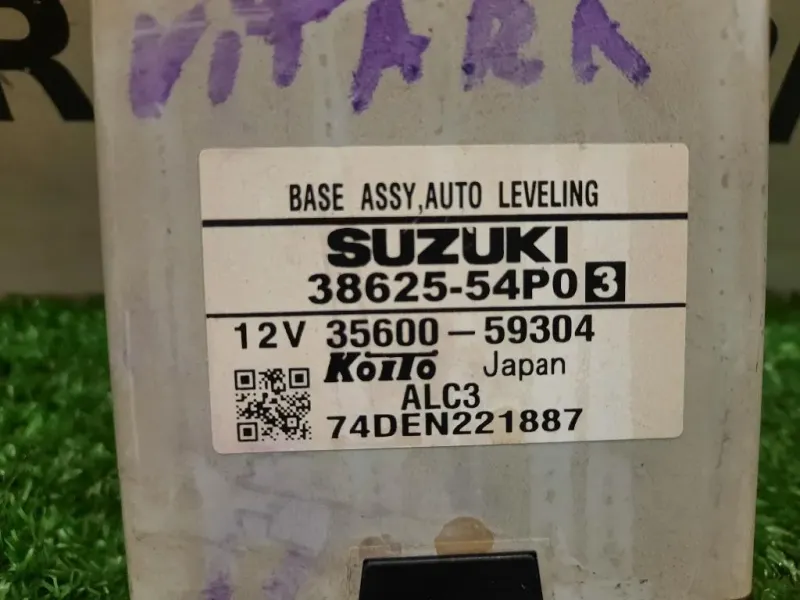 VITARA
BASE ASSY,AUTO LEVELING
SUZUKI
38625-54P0 3
12V 35600-59304
KOITO Japan
ALC3
74DEN221887